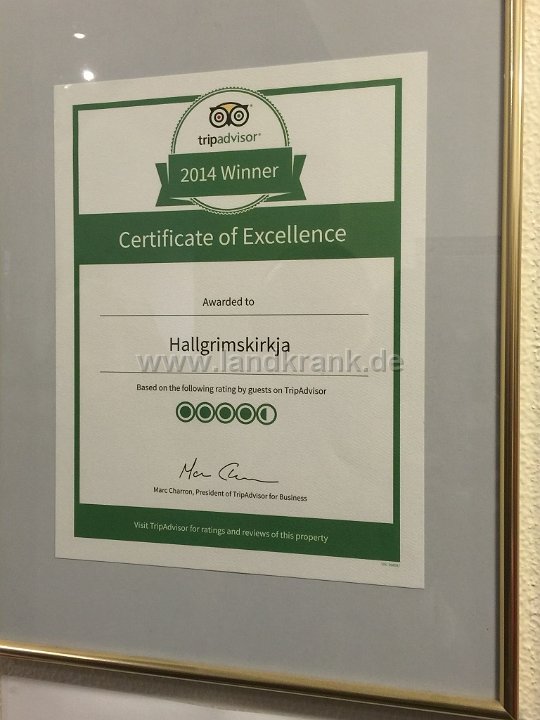 tripadvisor®
2014 Winner
Certificate of Excellence
Awarded to
Hallgrimskirkja
www.landkrank.de
Based on the following rating by guests on TripAdvisor
Marc Charron, President of TripAdvisor for Business
Visit TripAdvisor for ratings and reviews of this property